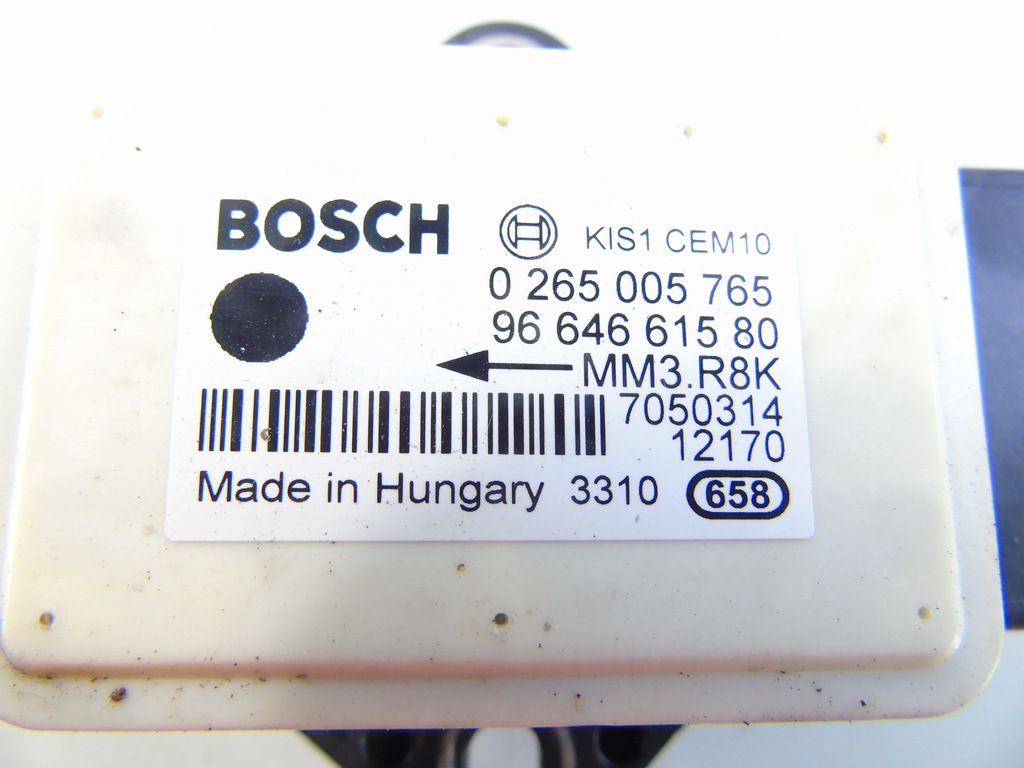 BOSCH KIS1 CEM10
0 265 005 765
96 646 615 80
MM3.R8K
7050314
12170
Made in Hungary 3310 658